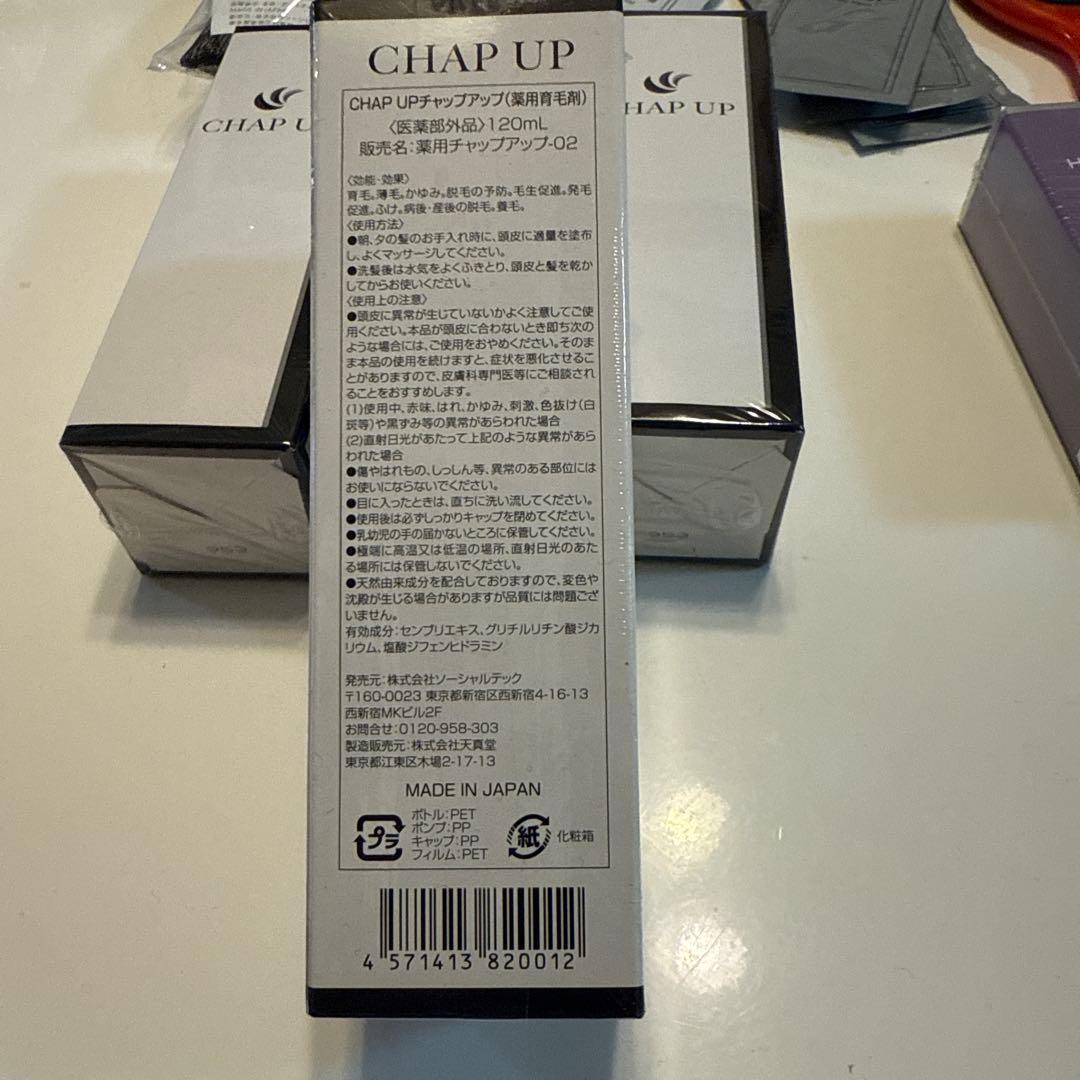 CHAP UP
CHAP UPチャップアップ(薬用育毛剤)
〈医薬部外品〉120mL
販売名:薬用チャップアップ-02
〈効能・効果〉
育毛。薄毛。かゆみ。脱毛の予防。毛生促進。発毛
促進。ふけ。病後・産後の脱毛。養毛。
〈使用方法〉
●朝、夕の髪のお手入れ時に、頭皮に適量を塗布
し、よくマッサージしてください。
●洗髪後は水気をよくふきとり、頭皮と髪を乾か
してからお使いください。
〈使用上の注意〉
●頭皮に異常が生じていないかよく注意してご使
用ください。本品が頭皮に合わないとき即ち次の
ような場合には、ご使用をおやめください。そのま
ま本品の使用を続けますと、症状を悪化させるこ
とがありますので、皮膚科専門医等にご相談され
ることをおすすめします。
(1)使用中、赤味、はれ、かゆみ、刺激、色抜け(白
斑等)や黒ずみ等の異常があらわれた場合
(2)直射日光があたって上記のような異常があら
われた場合
●傷やはれもの、しっしん等、異常のある部位には
お使いにならないでください。
●目に入ったときは、直ちに洗い流してください。
●使用後は必ずしっかりキャップを閉めてください。
●乳幼児の手の届かないところに保管してください。
●極端に高温又は低温の場所、直射日光のあた
る場所には保管しないでください。
●天然由来成分を配合しておりますので、変色や
沈殿が生じる場合がありますが品質には問題ござ
いません。
有効成分:センブリエキス、グリチルリチン酸ジカ
リウム、塩酸ジフェンヒドラミン
発売元:株式会社ソーシャルテック
〒160-0023 東京都新宿区西新宿4-16-13
西新宿MKビル2F
お問合せ:0120-958-303
製造販売元:株式会社天真堂
東京都江東区木場2-17-13
MADE IN JAPAN
プラ
ボトル:PET
ポンプ:PP
キャップ:PP
フィルム:PET
紙
化粧箱
4 571413 820012
CHAP U
HAP UP